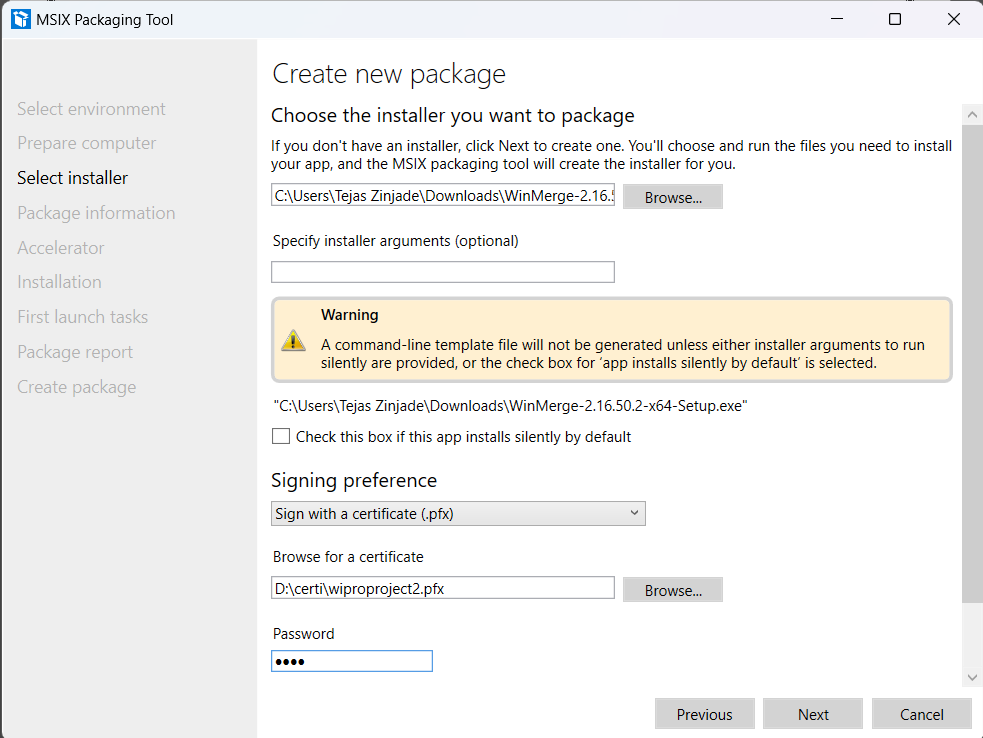 MSIX Packaging Tool
Create new package
Select environment
Prepare computer
Select installer
Package information
Accelerator
Installation
First launch tasks
Package report
Create package
Choose the installer you want to package
If you don't have an installer, click Next to create one. You'll choose and run the files you need to install
your app, and the MSIX packaging tool will create the installer for you.
C:\Users\Tejas Zinjade\Downloads\WinMerge-2.16.5
Browse...
Specify installer arguments (optional)
Warning
A command-line template file will not be generated unless either installer arguments to run
silently are provided, or the check box for 'app installs silently by default' is selected.
"C:\Users\Tejas Zinjade\Downloads\WinMerge-2.16.50.2-x64-Setup.exe"
Check this box if this app installs silently by default
Signing preference
Sign with a certificate (.pfx)
Browse for a certificate
D:\certi\wiproproject2.pfx
Browse...
Password
••••
Previous
Next
Cancel